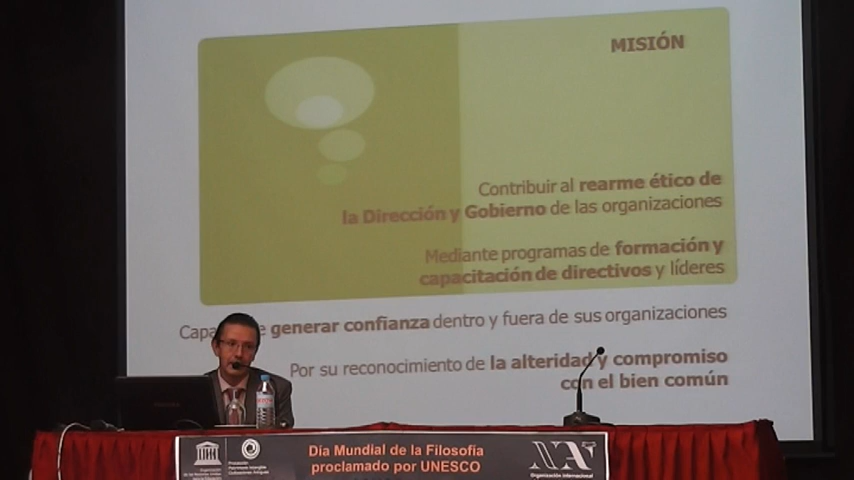 MISIÓN
Contribuir al rearme ético de
la Dirección y Gobierno de las organizaciones
Mediante programas de formación y
capacitación de directivos y líderes
generar confianza dentro y fuera de sus organizaciones
Por su reconocimiento de la alteridad y compromiso
con el bien común
Día Mundial de la Filosofía
proclamado por UNESCO
Organización internacional